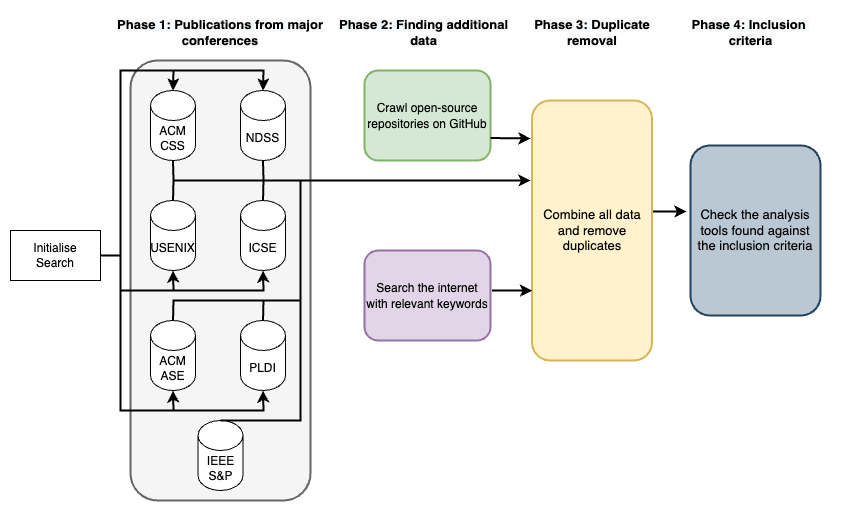 Phase 1: Publications from major
conferences
Phase 2: Finding additional
data
Phase 3: Duplicate
removal
Phase 4: Inclusion
criteria
Initialise
Search
ACM
CSS
NDSS
USENIX
ICSE
ACM
ASE
PLDI
IEEE
S&P
Crawl open-source
repositories on GitHub
Search the internet
with relevant keywords
Combine all data
and remove
duplicates
Check the analysis
tools found against
the inclusion criteria